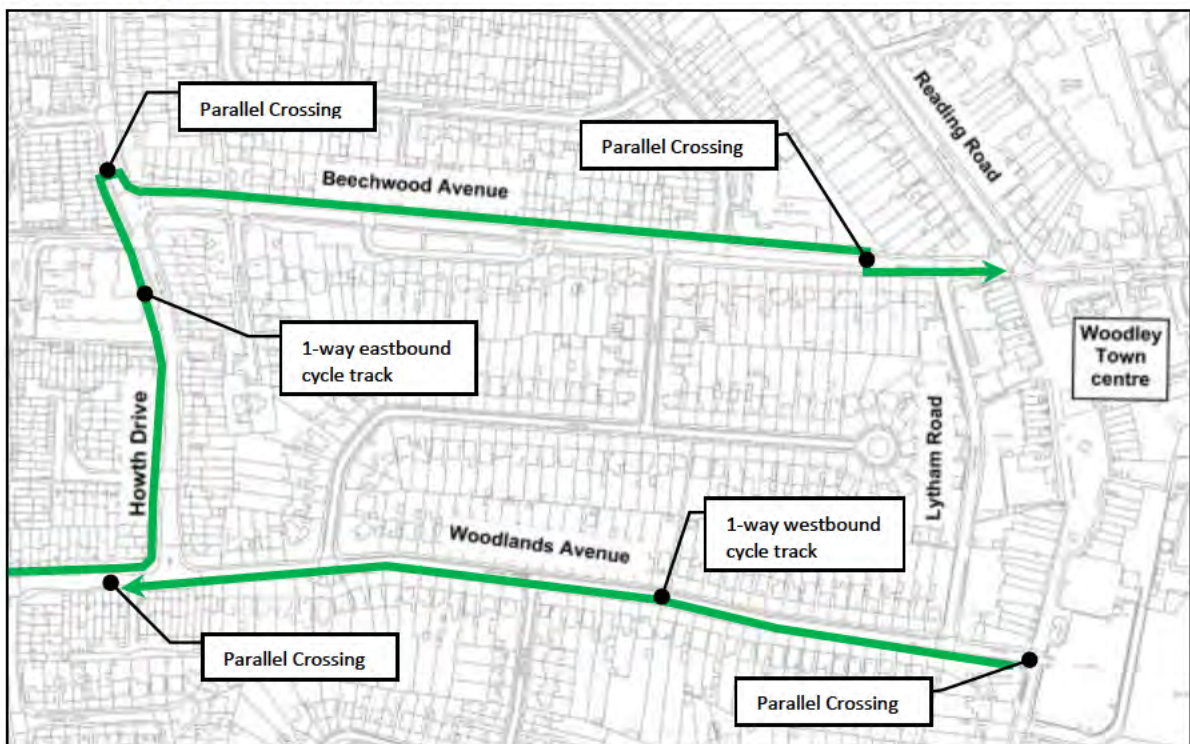 Parallel Crossing
Reading Road
Parallel Crossing
Beechwood Avenue
1-way eastbound
cycle track
Woodley
Town
centre
Howth Drive
Lytham Road
1-way westbound
cycle track
Woodlands Avenue
Parallel Crossing
Parallel Crossing